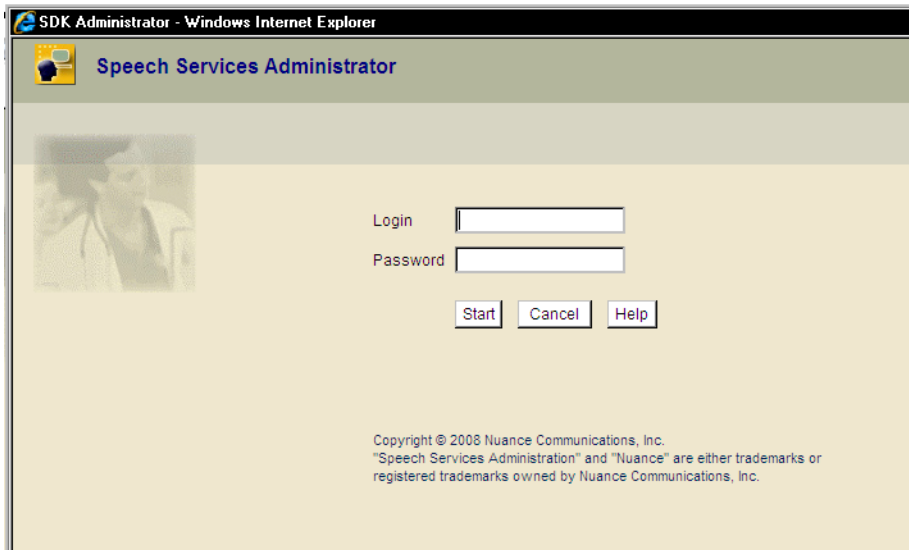 SDK Administrator - Windows Internet Explorer
Speech Services Administrator
Login
Password
Start Cancel Help
Copyright © 2008 Nuance Communications, Inc.
"Speech Services Administration" and "Nuance" are either trademarks or
registered trademarks owned by Nuance Communications, Inc.